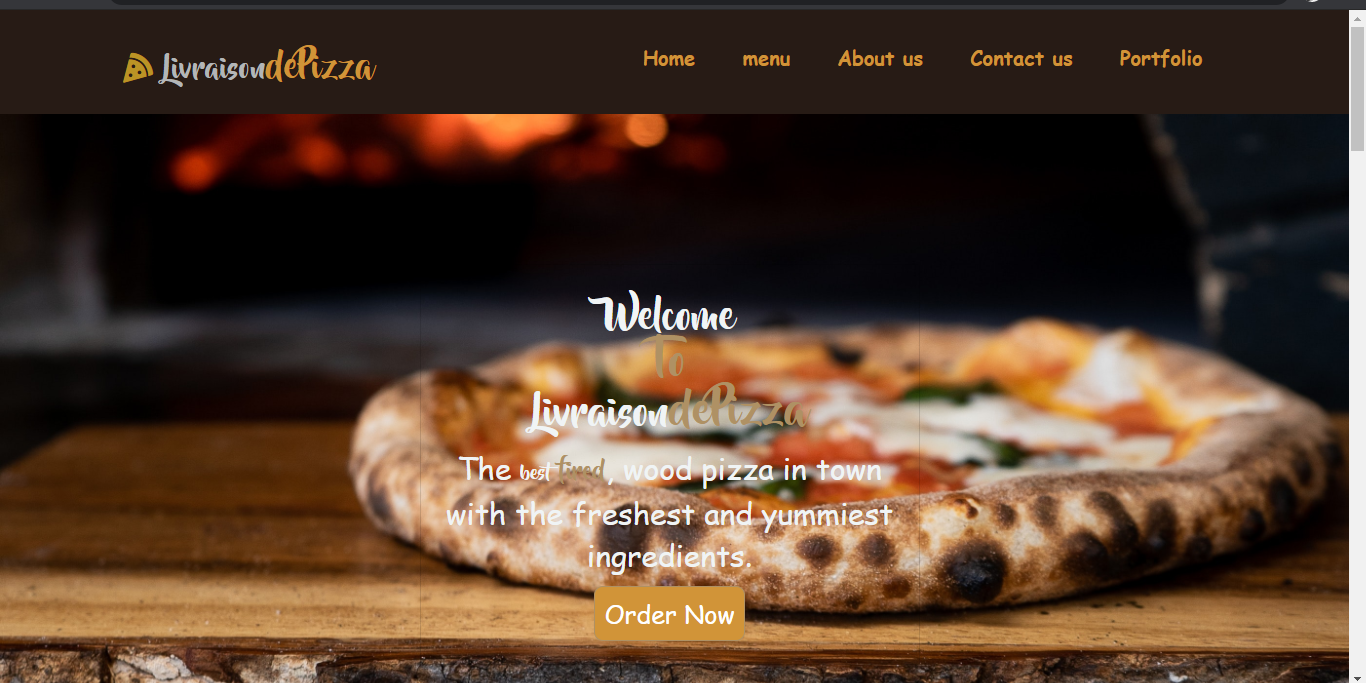 LivraisondePizza
Home menu About us Contact us Portfolio
Welcome
To
LivraisondePizza
The best fired, wood pizza in town
with the freshest and yummiest
ingredients.
Order Now